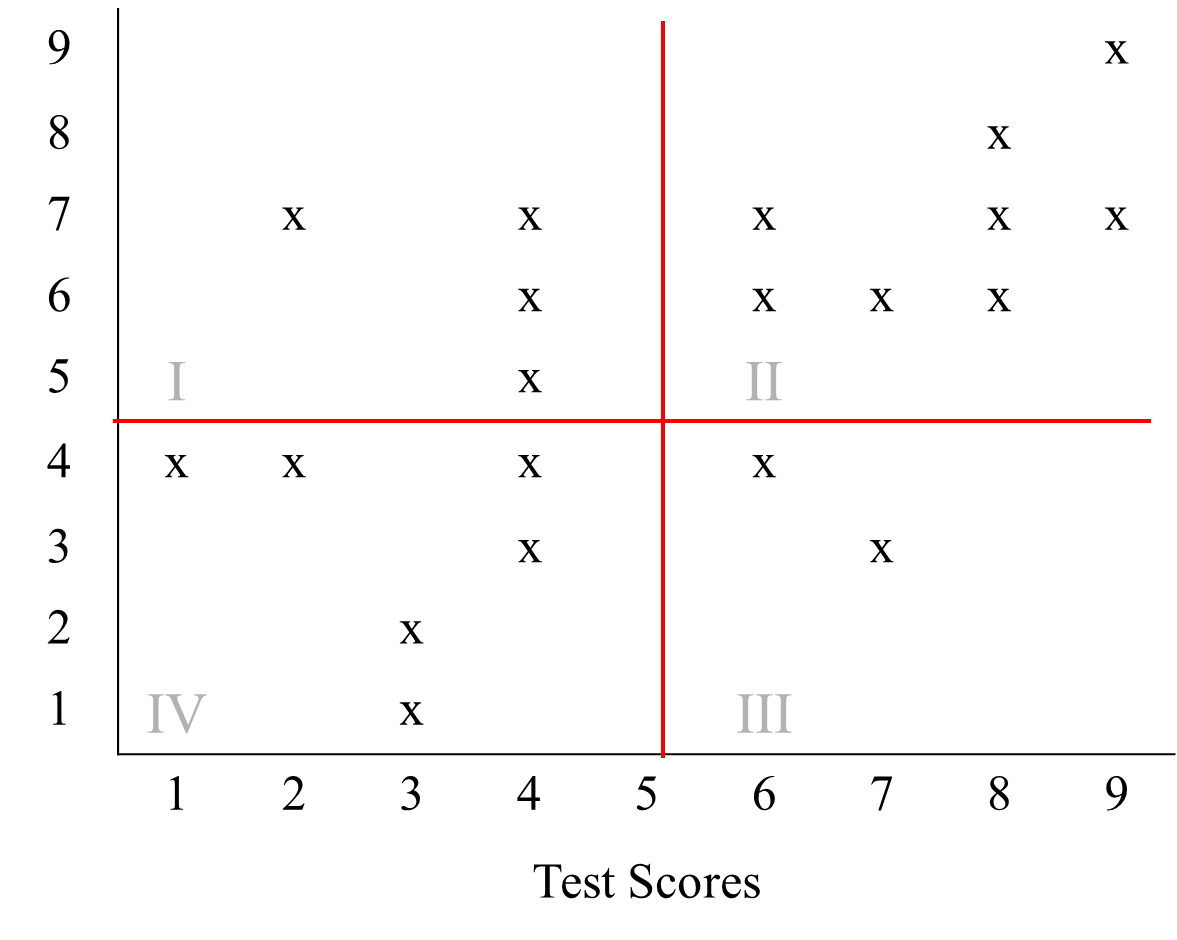 9 x
8 x
7 x x x x x
6 x x x x
5 I x II
4 x x x x
3 x x
2 x
1 IV x III
1 2 3 4 5 6 7 8 9
Test Scores